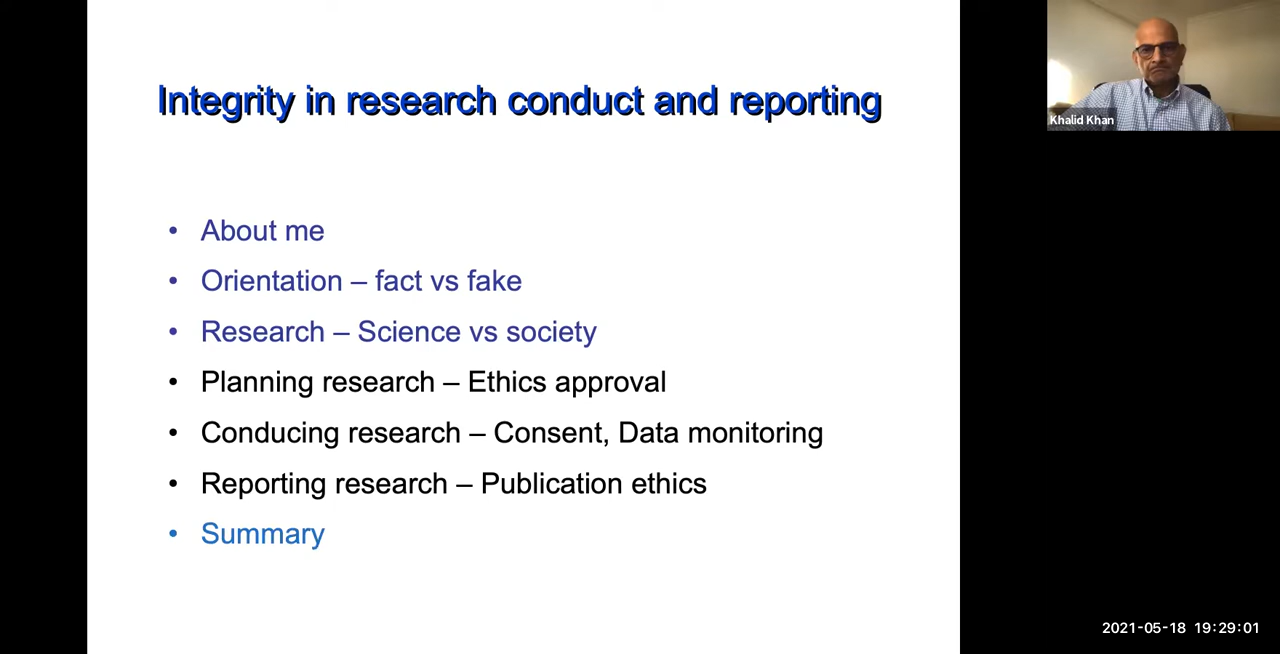 Integrity in research conduct and reporting
• About me
• Orientation – fact vs fake
• Research – Science vs society
• Planning research – Ethics approval
• Conducing research – Consent, Data monitoring
• Reporting research – Publication ethics
• Summary
Khalid Khan
2021-05-18 19:29:01